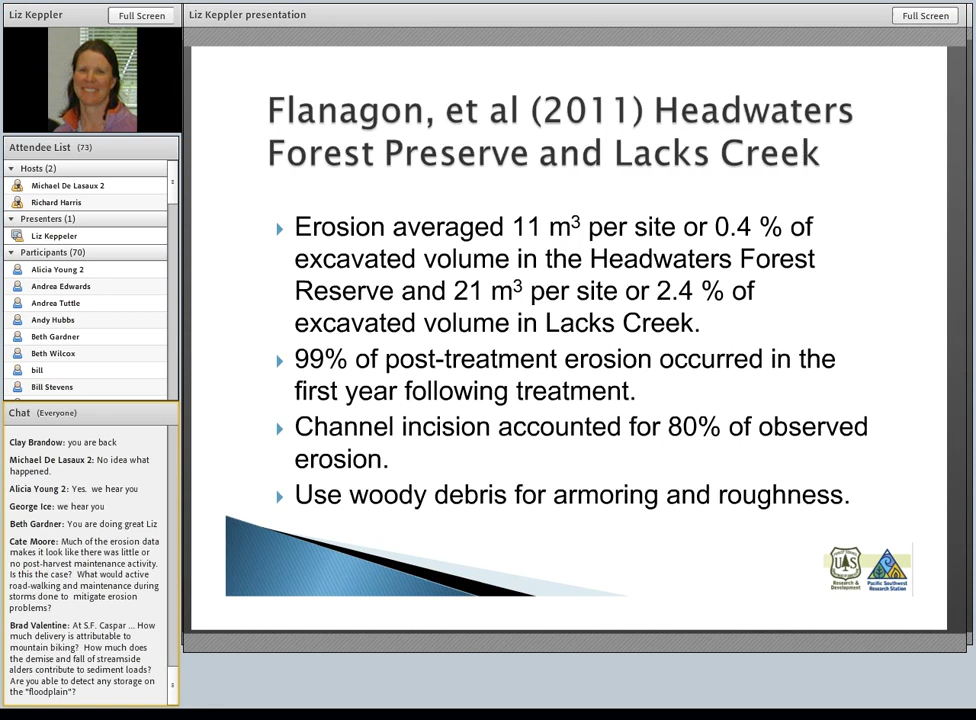 Liz Keppler
Full Screen
Liz Keppler presentation
Full Screen
Attendee List (73)
Hosts (2)
Michael De Lasaux 2
Richard Harris
Presenters (1)
Liz Keppeler
Participants (70)
Alicia Young 2
Andrea Edwards
Andrea Tuttle
Andy Hubbs
Beth Gardner
Beth Wilcox
bill
Bill Stevens
Chat (Everyone)
Clay Brandow: you are back
Michael De Lasaux 2: No idea what
happened.
Alicia Young 2: Yes. we hear you
George Ice: we hear you
Beth Gardner: You are doing great Liz
Cate Moore: Much of the erosion data
makes it look like there was little or
no post-harvest maintenance activity.
Is this the case? What would active
road-walking and maintenance during
storms done to mitigate erosion
problems?
Brad Valentine: At S.F. Caspar ... How
much delivery is attributable to
mountain biking? How much does
the demise and fall of streamside
alders contribute to sediment loads?
Are you able to detect any storage on
the "floodplain"?
Flanagon, et al (2011) Headwaters
Forest Preserve and Lacks Creek
Erosion averaged 11 m³ per site or 0.4 % of
excavated volume in the Headwaters Forest
Reserve and 21 m³ per site or 2.4 % of
excavated volume in Lacks Creek.
99% of post-treatment erosion occurred in the
first year following treatment.
Channel incision accounted for 80% of observed
erosion.
Use woody debris for armoring and roughness.
UAS
Research &
Development
Pacific Southwest
Research Station